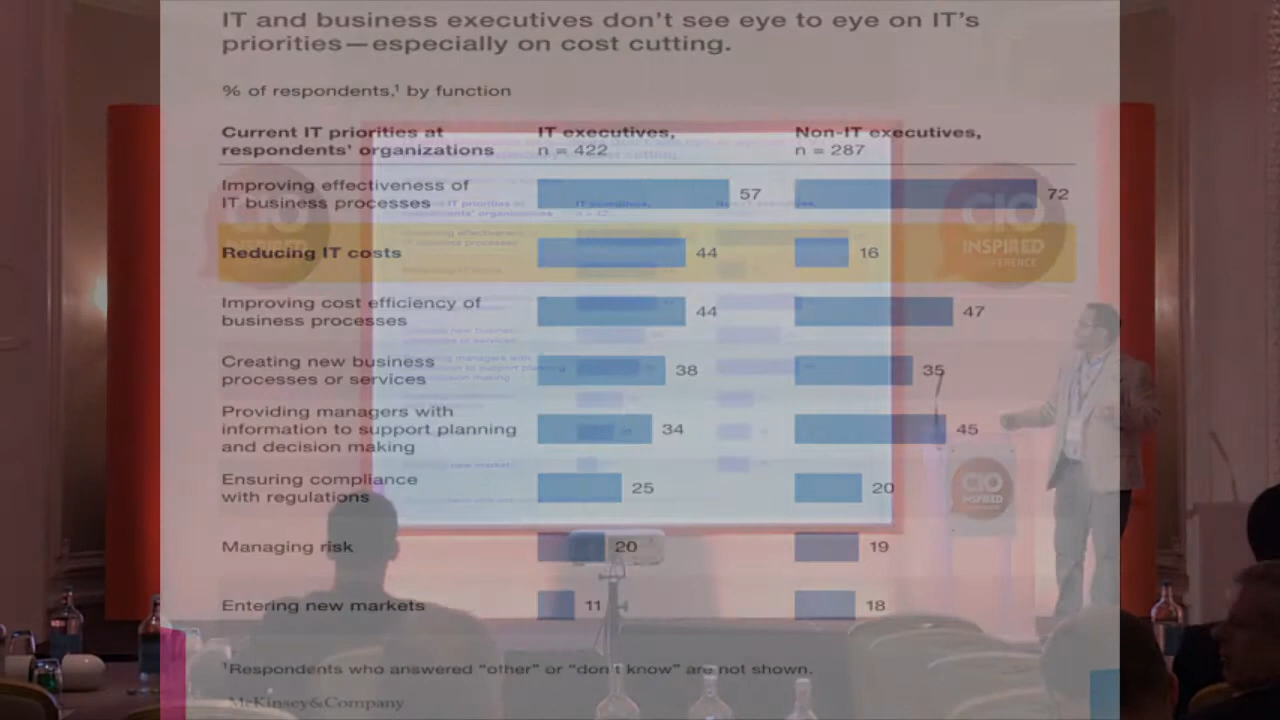 IT and business executives don't see eye to eye on IT's
priorities—especially on cost cutting.
% of respondents,¹ by function
Current IT priorities at
respondents' organizations
IT executives,
n = 422
Non-IT executives,
n = 287
Improving effectiveness of
IT business processes
57
72
Reducing IT costs
44
16
Improving cost efficiency of
business processes
44
47
Creating new business
processes or services
38
35
Providing managers with
information to support planning
and decision making
34
45
Ensuring compliance
with regulations
25
20
Managing risk
20
19
Entering new markets
11
18
¹Respondents who answered "other" or "don't know" are not shown.
McKinsey&Company
CIO
INSPIRED
CONFERENCE
CIO
INSPIRED